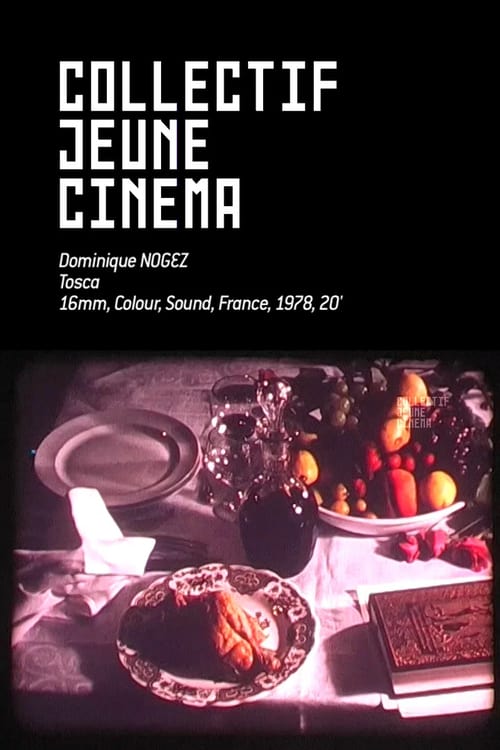 COLLECTIF
JEUNE
CINEMA
Dominique NOGEZ
Tosca
16mm, Colour, Sound, France, 1978, 20'
COLLECTIF
JEUNE
CINEMA